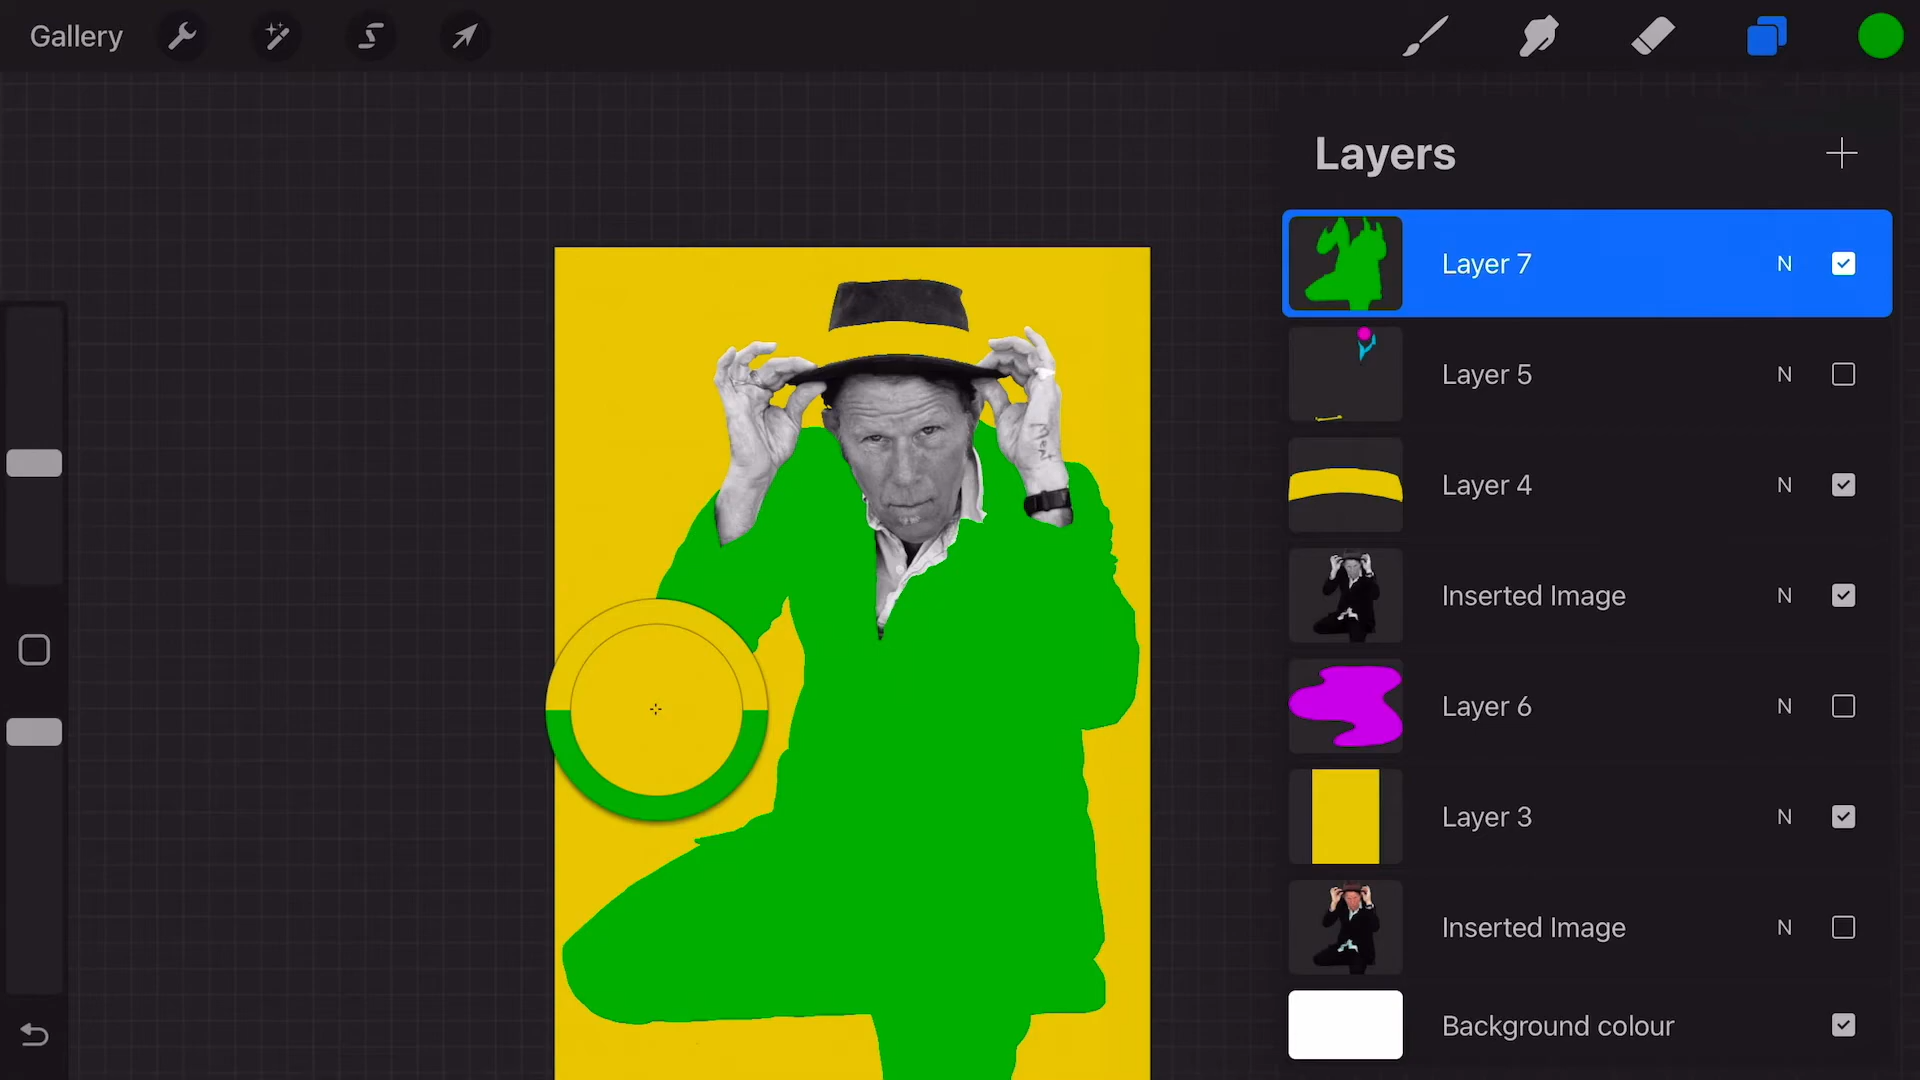 Gallery
Layers
Layer 7 N
Layer 5 N
Layer 4 N
Inserted Image N
Layer 6 N
Layer 3 N
Inserted Image N
Background colour